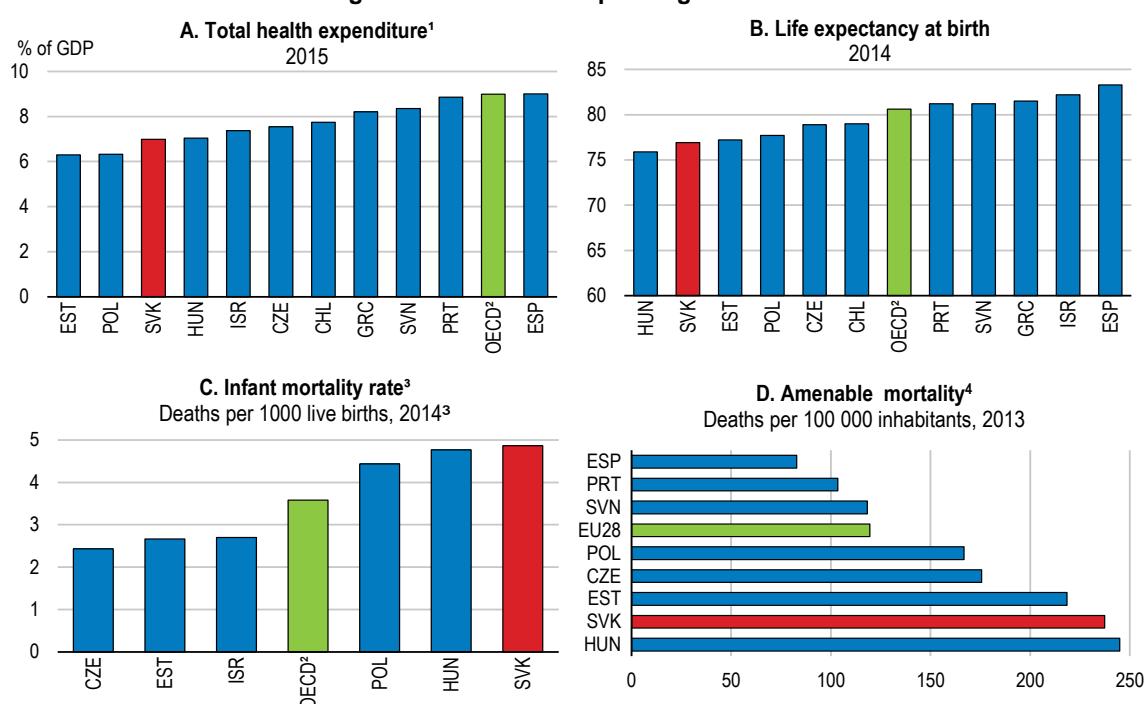 A. Total health expenditure¹
2015
% of GDP
10
8
6
4
2
0
EST POL SVK HUN ISR CZE CHL GRC SVN PRT OECD² ESP
B. Life expectancy at birth
2014
85
80
75
70
65
60
HUN SVK EST POL CZE CHL OECD² PRT SVN GRC ISR ESP
C. Infant mortality rate³
Deaths per 1000 live births, 2014³
5
4
3
2
1
0
CZE EST ISR OECD² POL HUN SVK
D. Amenable mortality⁴
Deaths per 100 000 inhabitants, 2013
ESP
PRT
SVN
EU28
POL
CZE
EST
SVK
HUN
0 50 100 150 200 250